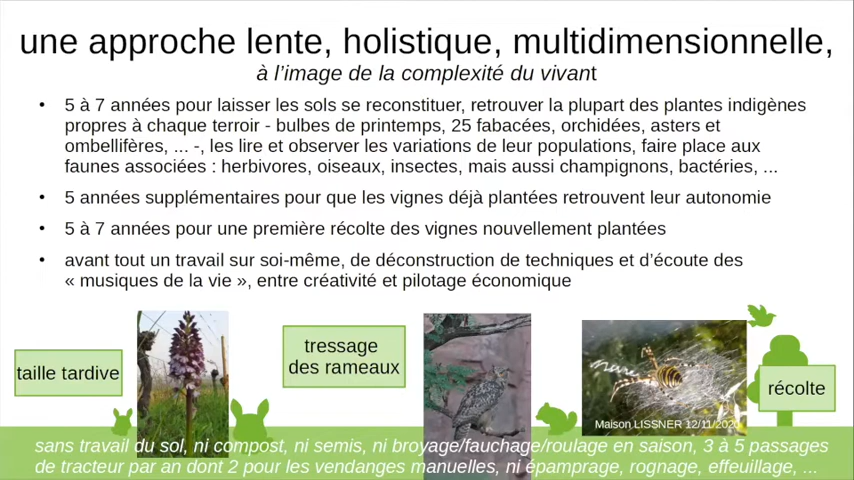 une approche lente, holistique, multidimensionnelle,
à l'image de la complexité du vivant
• 5 à 7 années pour laisser les sols se reconstituer, retrouver la plupart des plantes indigènes
propres à chaque terroir - bulbes de printemps, 25 fabacées, orchidées, asters et
ombellifères, ... -, les lire et observer les variations de leur populations, faire place aux
faunes associées : herbivores, oiseaux, insectes, mais aussi champignons, bactéries, ...
• 5 années supplémentaires pour que les vignes déjà plantées retrouvent leur autonomie
• 5 à 7 années pour une première récolte des vignes nouvellement plantées
• avant tout un travail sur soi-même, de déconstruction de techniques et d'écoute des
« musiques de la vie », entre créativité et pilotage économique
taille tardive
tressage
des rameaux
récolte
Maison LISSNER 12/11/2020
sans travail du sol, ni compost, ni semis, ni broyage/fauchage/roulage en saison, 3 à 5 passages
de tracteur par an dont 2 pour les vendanges manuelles, ni épamprage, rognage, effeuillage, ...